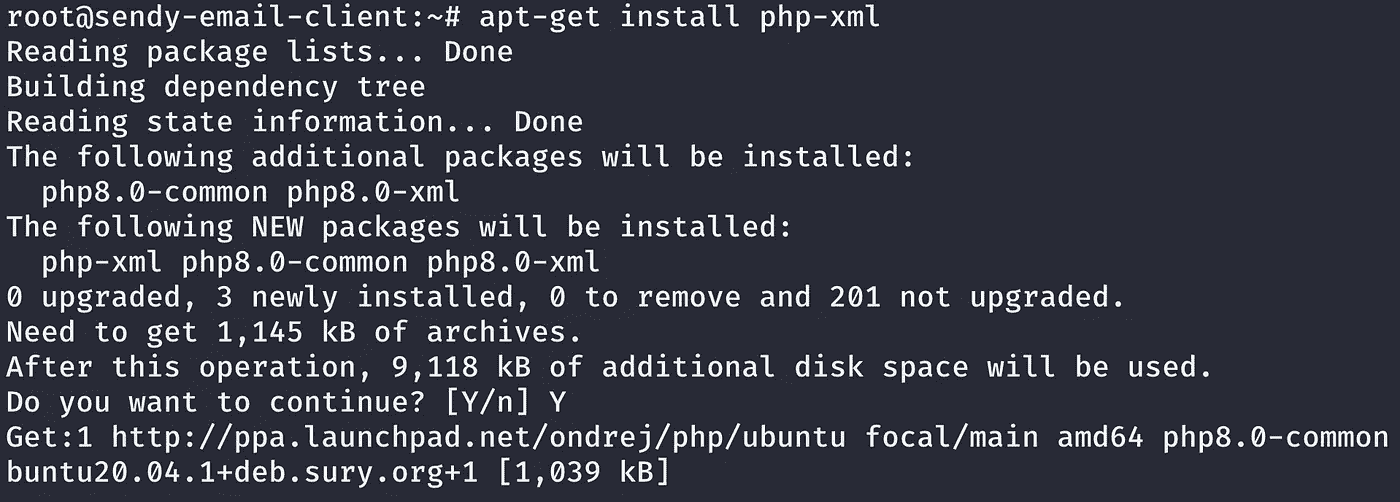 root@sendy-email-client:~# apt-get install php-xml
Reading package lists... Done
Building dependency tree
Reading state information... Done
The following additional packages will be installed:
  php8.0-common php8.0-xml
The following NEW packages will be installed:
  php-xml php8.0-common php8.0-xml
0 upgraded, 3 newly installed, 0 to remove and 201 not upgraded.
Need to get 1,145 kB of archives.
After this operation, 9,118 kB of additional disk space will be used.
Do you want to continue? [Y/n] Y
Get:1 http://ppa.launchpad.net/ondrej/php/ubuntu focal/main amd64 php8.0-common
buntu20.04.1+deb.sury.org+1 [1,039 kB]